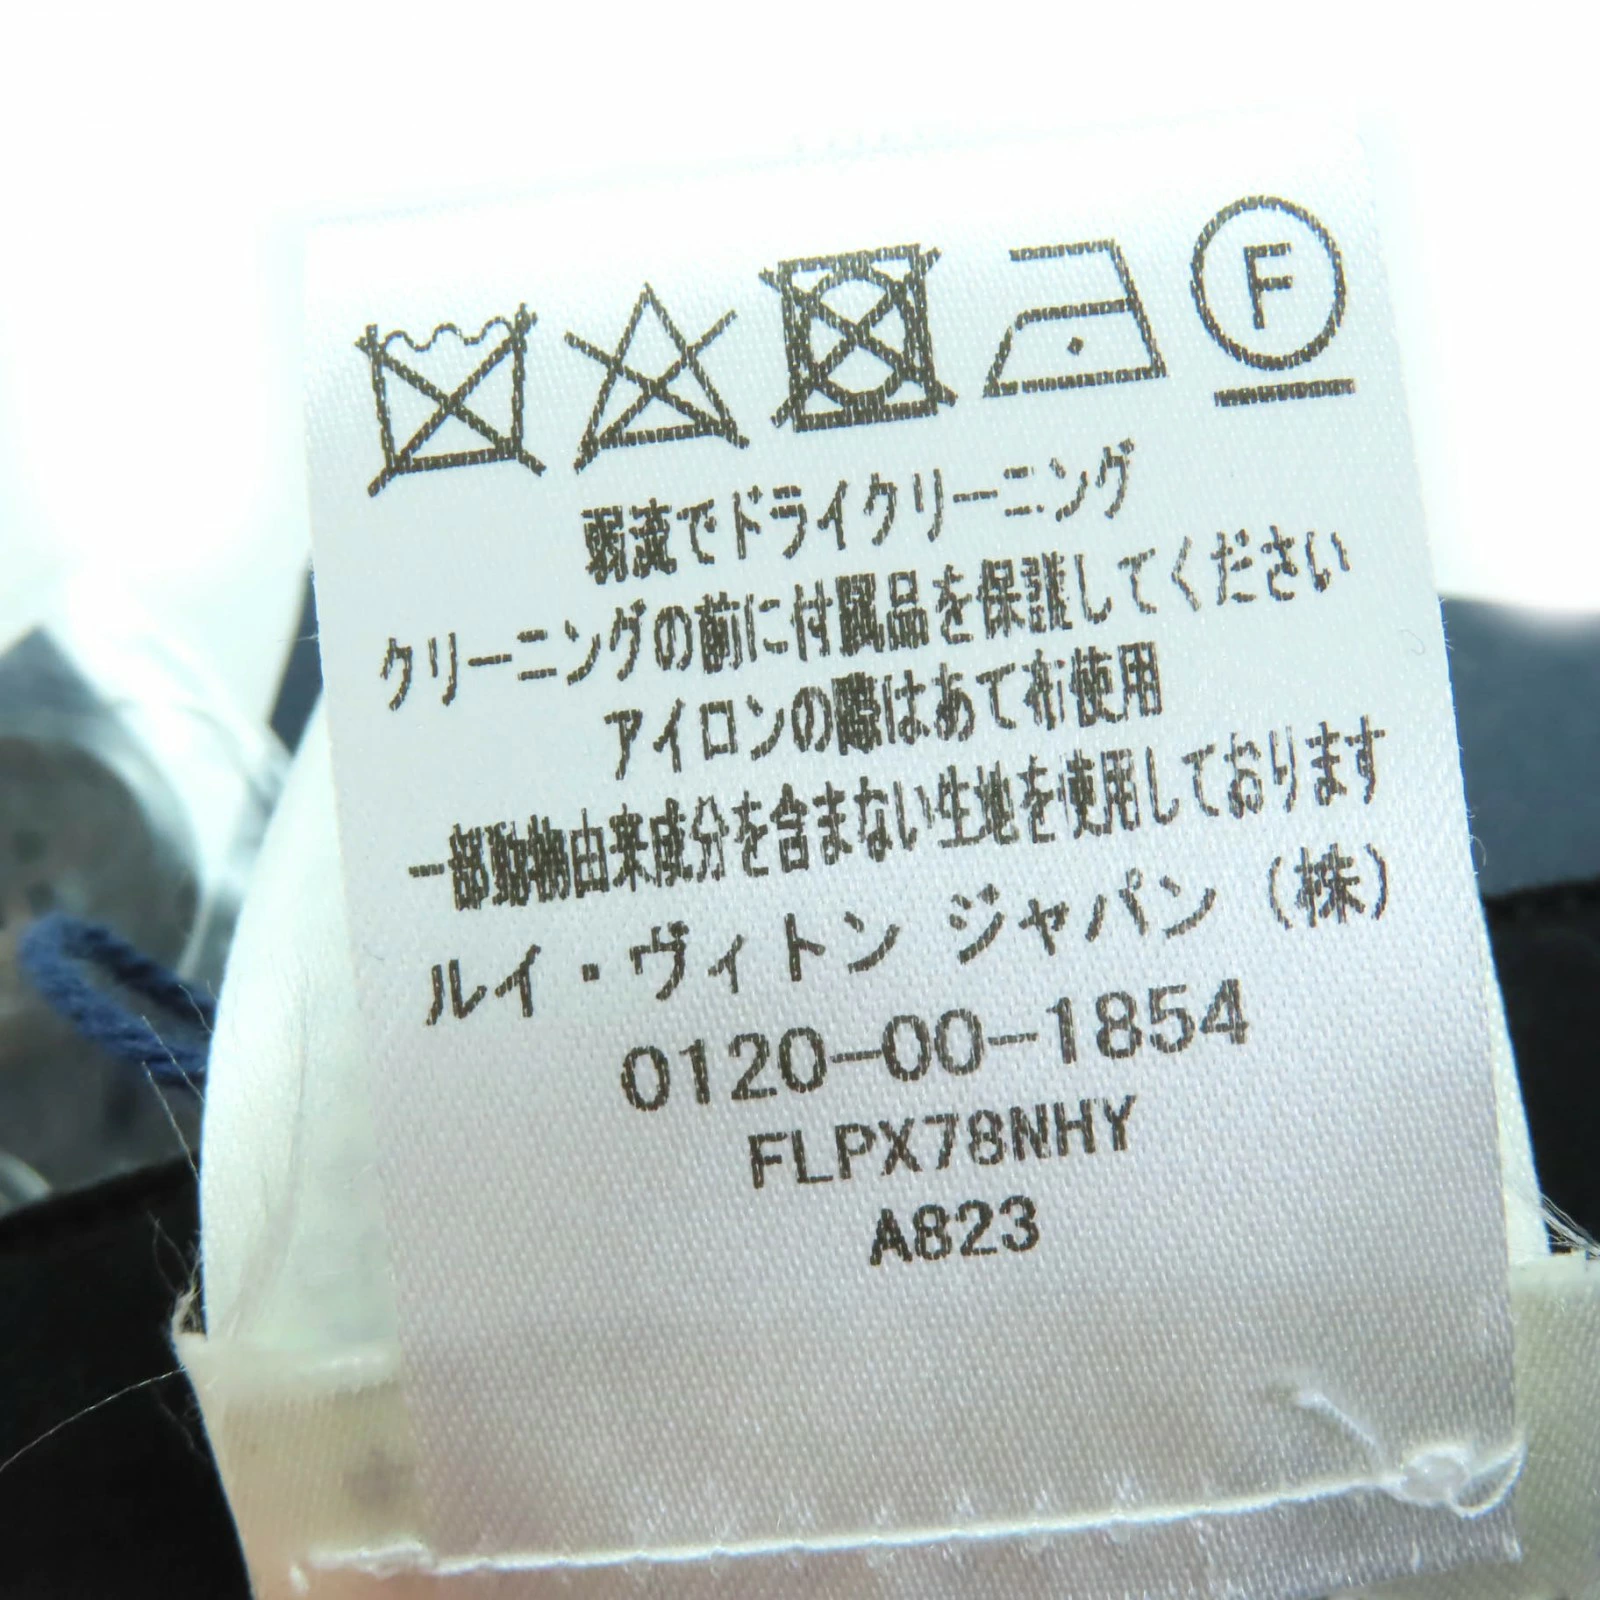 F
弱流でドライクリーニング
クリーニングの前に付属品を保護してください
アイロンの際はあて布使用
一部動物由来成分を含まない生地を使用しております
ルイ・ヴィトン ジャパン (株)
0120-00-1854
FLPX78NHY
A823